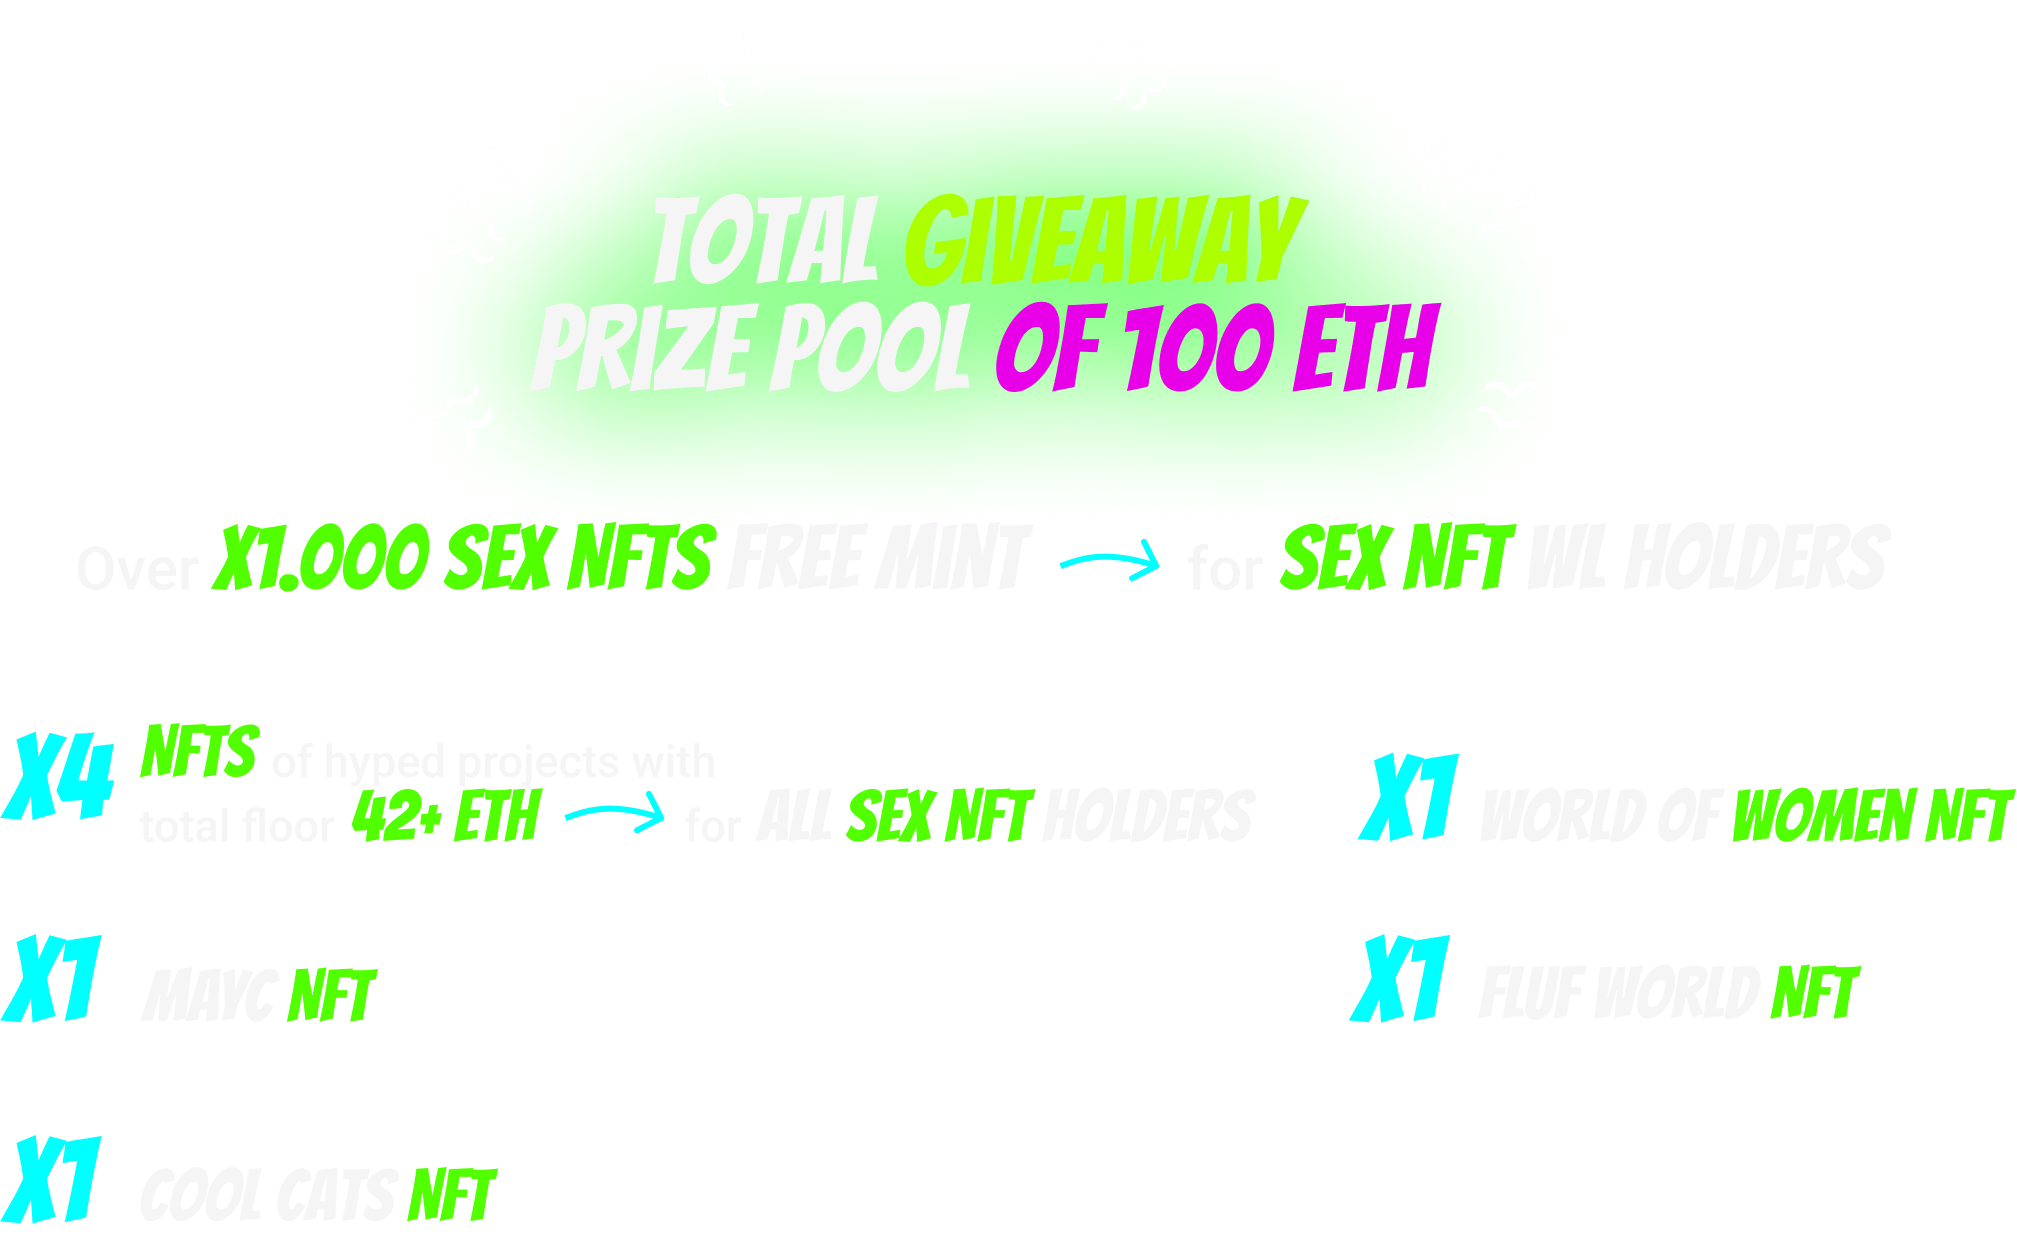 TOTAL GIVEAWAY
PRIZE POOL OF 100 ETH
Over X1.000 SEX NFTS FREE MINT for SEX NFT WL HOLDERS
X4 NFTS of hyped projects with
total floor 42+ ETH for ALL SEX NFT HOLDERS
X1 WORLD OF WOMEN NFT
X1 MAYC NFT
X1 FLUF WORLD NFT
X1 COOL CATS NFT